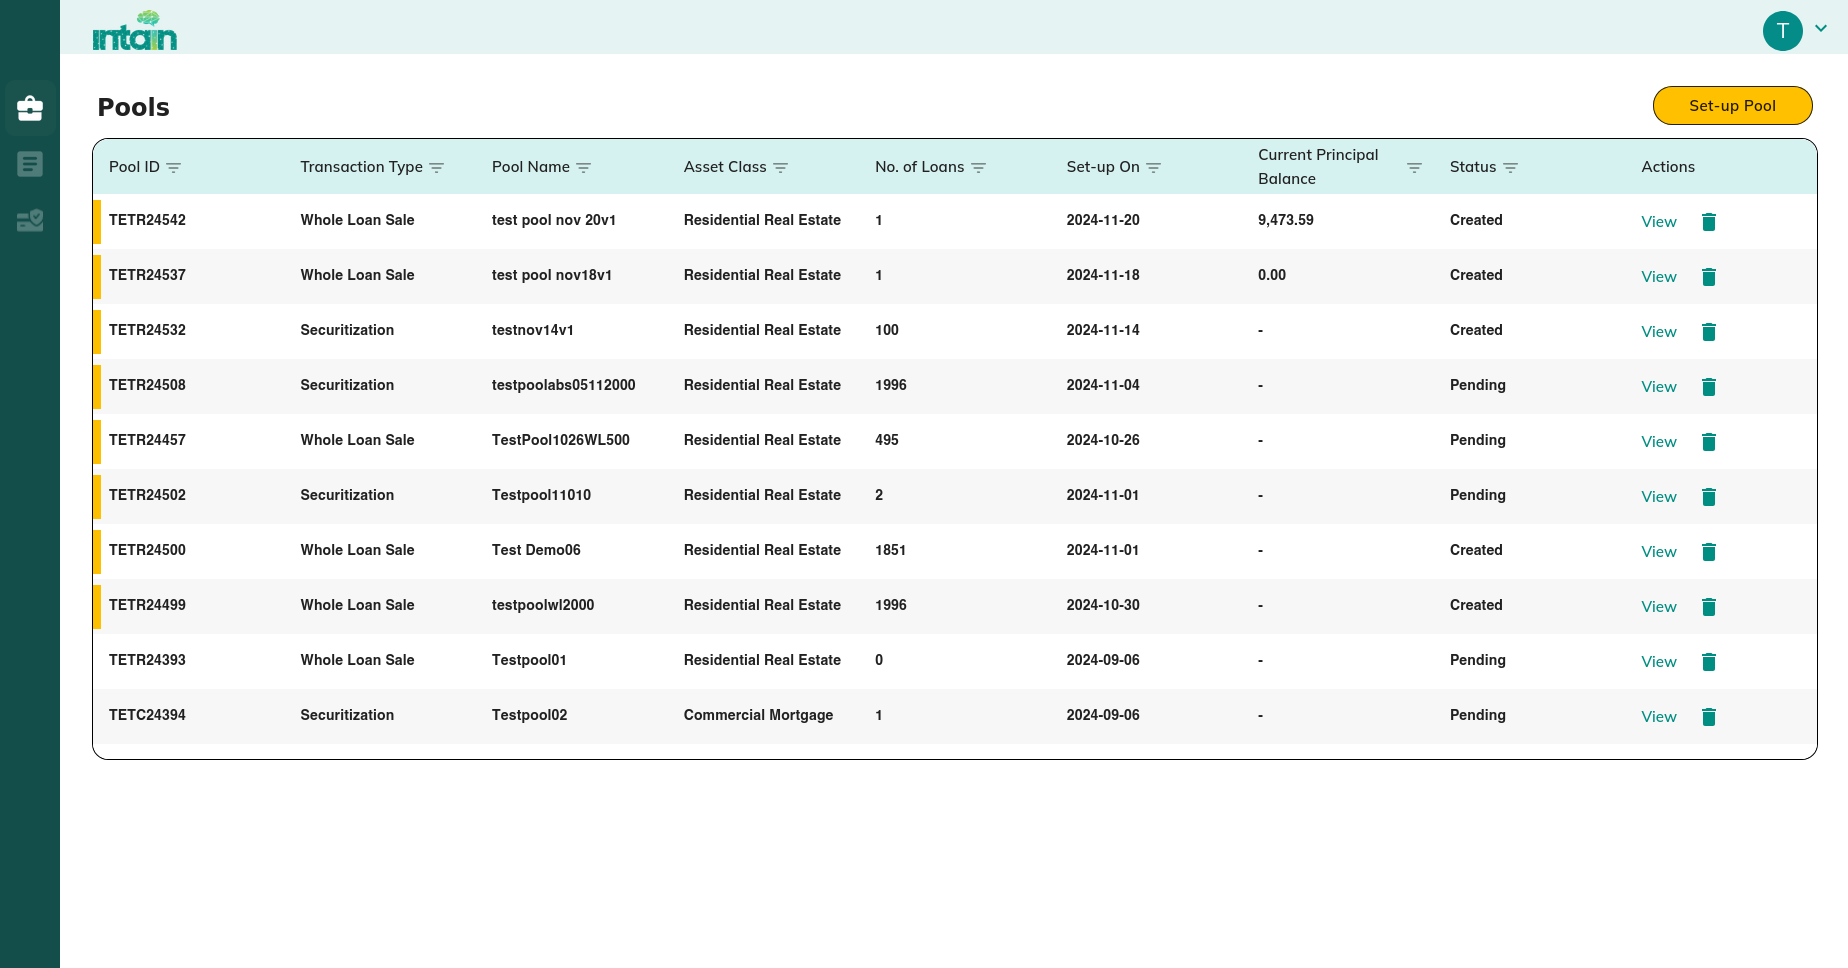 intain
T
Pools
Set-up Pool
Pool ID Transaction Type Pool Name Asset Class No. of Loans Set-up On Current Principal Balance Status Actions
TETR24542 Whole Loan Sale test pool nov 20v1 Residential Real Estate 1 2024-11-20 9,473.59 Created View
TETR24537 Whole Loan Sale test pool nov18v1 Residential Real Estate 1 2024-11-18 0.00 Created View
TETR24532 Securitization testnov14v1 Residential Real Estate 100 2024-11-14 - Created View
TETR24508 Securitization testpoolabs05112000 Residential Real Estate 1996 2024-11-04 - Pending View
TETR24457 Whole Loan Sale TestPool1026WL500 Residential Real Estate 495 2024-10-26 - Pending View
TETR24502 Securitization Testpool11010 Residential Real Estate 2 2024-11-01 - Pending View
TETR24500 Whole Loan Sale Test Demo06 Residential Real Estate 1851 2024-11-01 - Created View
TETR24499 Whole Loan Sale testpoolwl2000 Residential Real Estate 1996 2024-10-30 - Created View
TETR24393 Whole Loan Sale Testpool01 Residential Real Estate 0 2024-09-06 - Pending View
TETC24394 Securitization Testpool02 Commercial Mortgage 1 2024-09-06 - Pending View